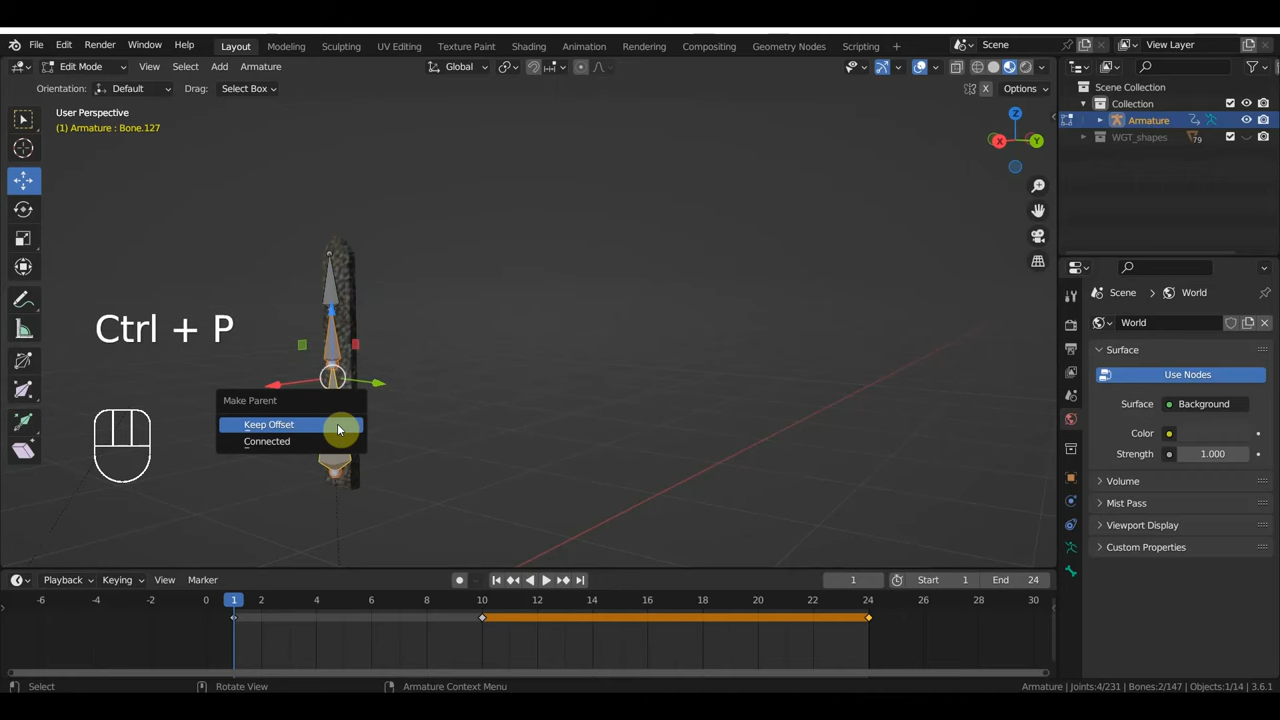 File Edit Render Window Help Layout Modeling Sculpting UV Editing Texture Paint Shading Animation Rendering Compositing Geometry Nodes Scripting + Scene View Layer
Edit Mode View Select Add Armature Global
Orientation: Default Drag: Select Box X Options
User Perspective
(1) Armature : Bone.127
Z
X Y
Ctrl + P
Make Parent
Keep Offset
Connected
Scene Collection
Collection
Armature
WGT_shapes 79
Scene > World
World
Surface
Use Nodes
Surface Background
Color
Strength 1.000
Volume
Mist Pass
Viewport Display
Custom Properties
Playback Keying View Marker 1 Start 1 End 24
-6 -4 -2 0 1 2 4 6 8 10 12 14 16 18 20 22 24 26 28 30
Select Rotate View Armature Context Menu Armature | Joints:4/231 | Bones:2/147 | Objects:1/14 | 3.6.1